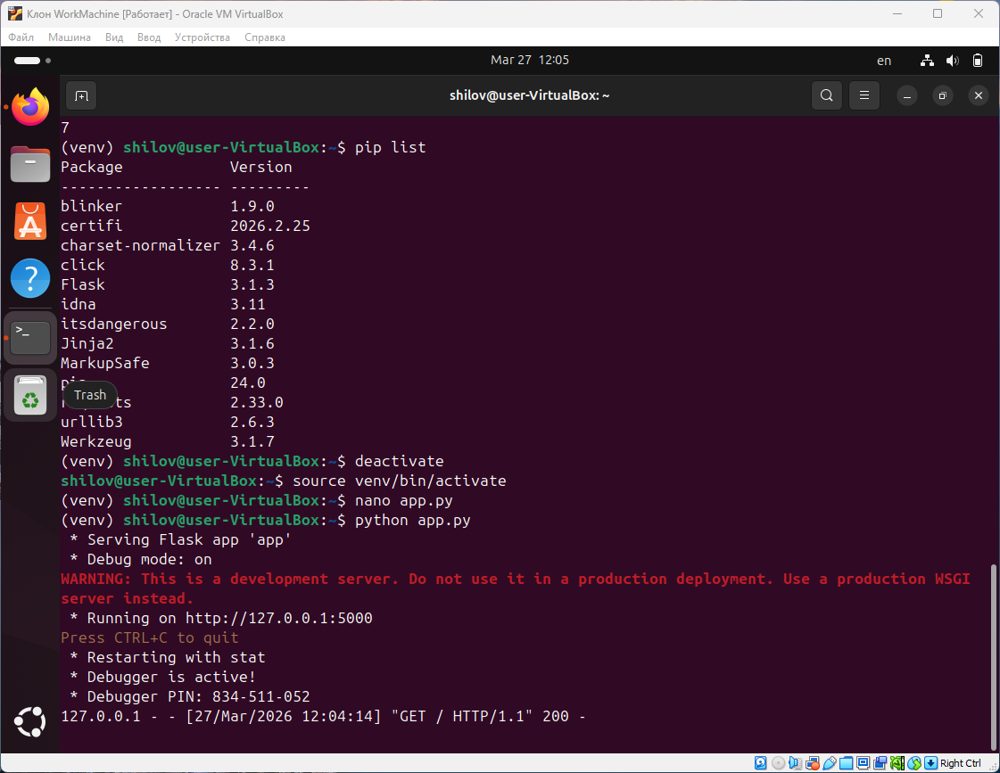 Клон WorkMachine [Работает] - Oracle VM VirtualBox
Файл Машина Вид Ввод Устройства Справка
Mar 27 12:05
en
shilov@user-VirtualBox: ~
7
(venv) shilov@user-VirtualBox:~$ pip list
Package Version
------------------ ---------
blinker 1.9.0
certifi 2026.2.25
charset-normalizer 3.4.6
click 8.3.1
Flask 3.1.3
idna 3.11
itsdangerous 2.2.0
Jinja2 3.1.6
MarkupSafe 3.0.3
24.0
Trash
2.33.0
urllib3 2.6.3
Werkzeug 3.1.7
(venv) shilov@user-VirtualBox:~$ deactivate
shilov@user-VirtualBox:~$ source venv/bin/activate
(venv) shilov@user-VirtualBox:~$ nano app.py
(venv) shilov@user-VirtualBox:~$ python app.py
* Serving Flask app 'app'
* Debug mode: on
WARNING: This is a development server. Do not use it in a production deployment. Use a production WSGI
server instead.
* Running on http://127.0.0.1:5000
Press CTRL+C to quit
* Restarting with stat
* Debugger is active!
* Debugger PIN: 834-511-052
127.0.0.1 - - [27/Mar/2026 12:04:14] "GET / HTTP/1.1" 200 -
Right Ctrl